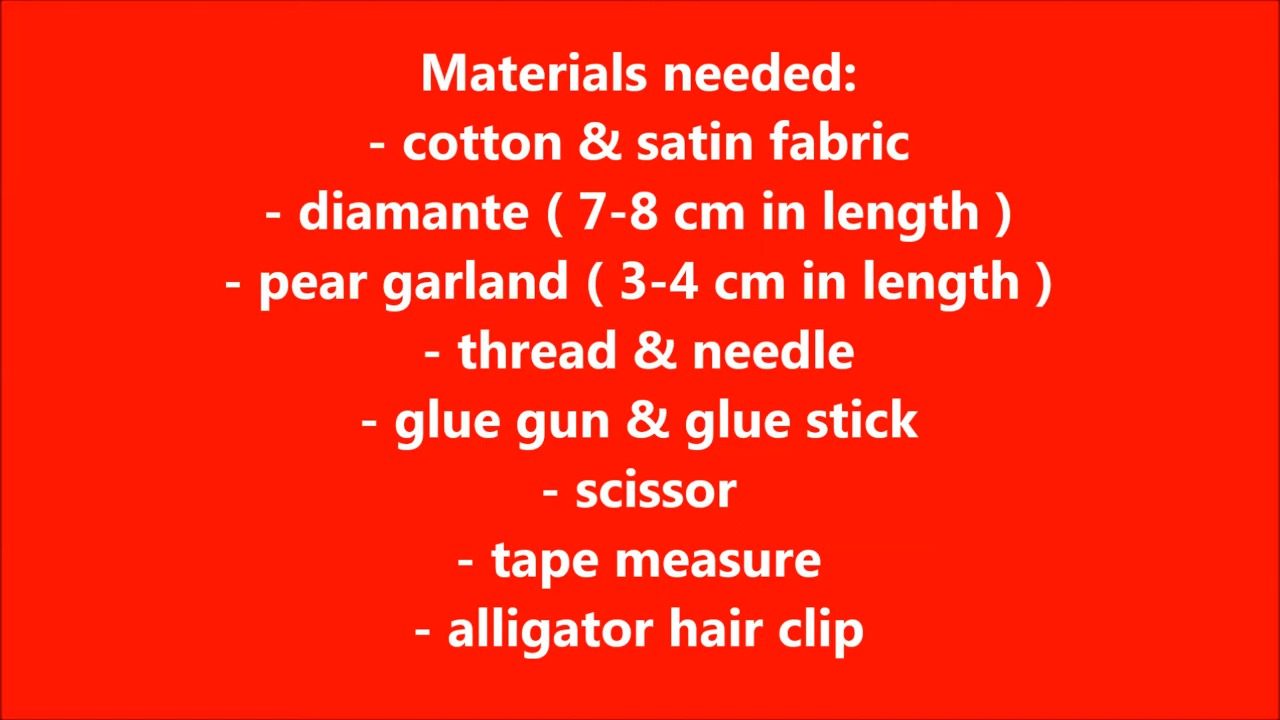 Materials needed:
- cotton & satin fabric
- diamante ( 7-8 cm in length )
- pear garland ( 3-4 cm in length )
- thread & needle
- glue gun & glue stick
- scissor
- tape measure
- alligator hair clip